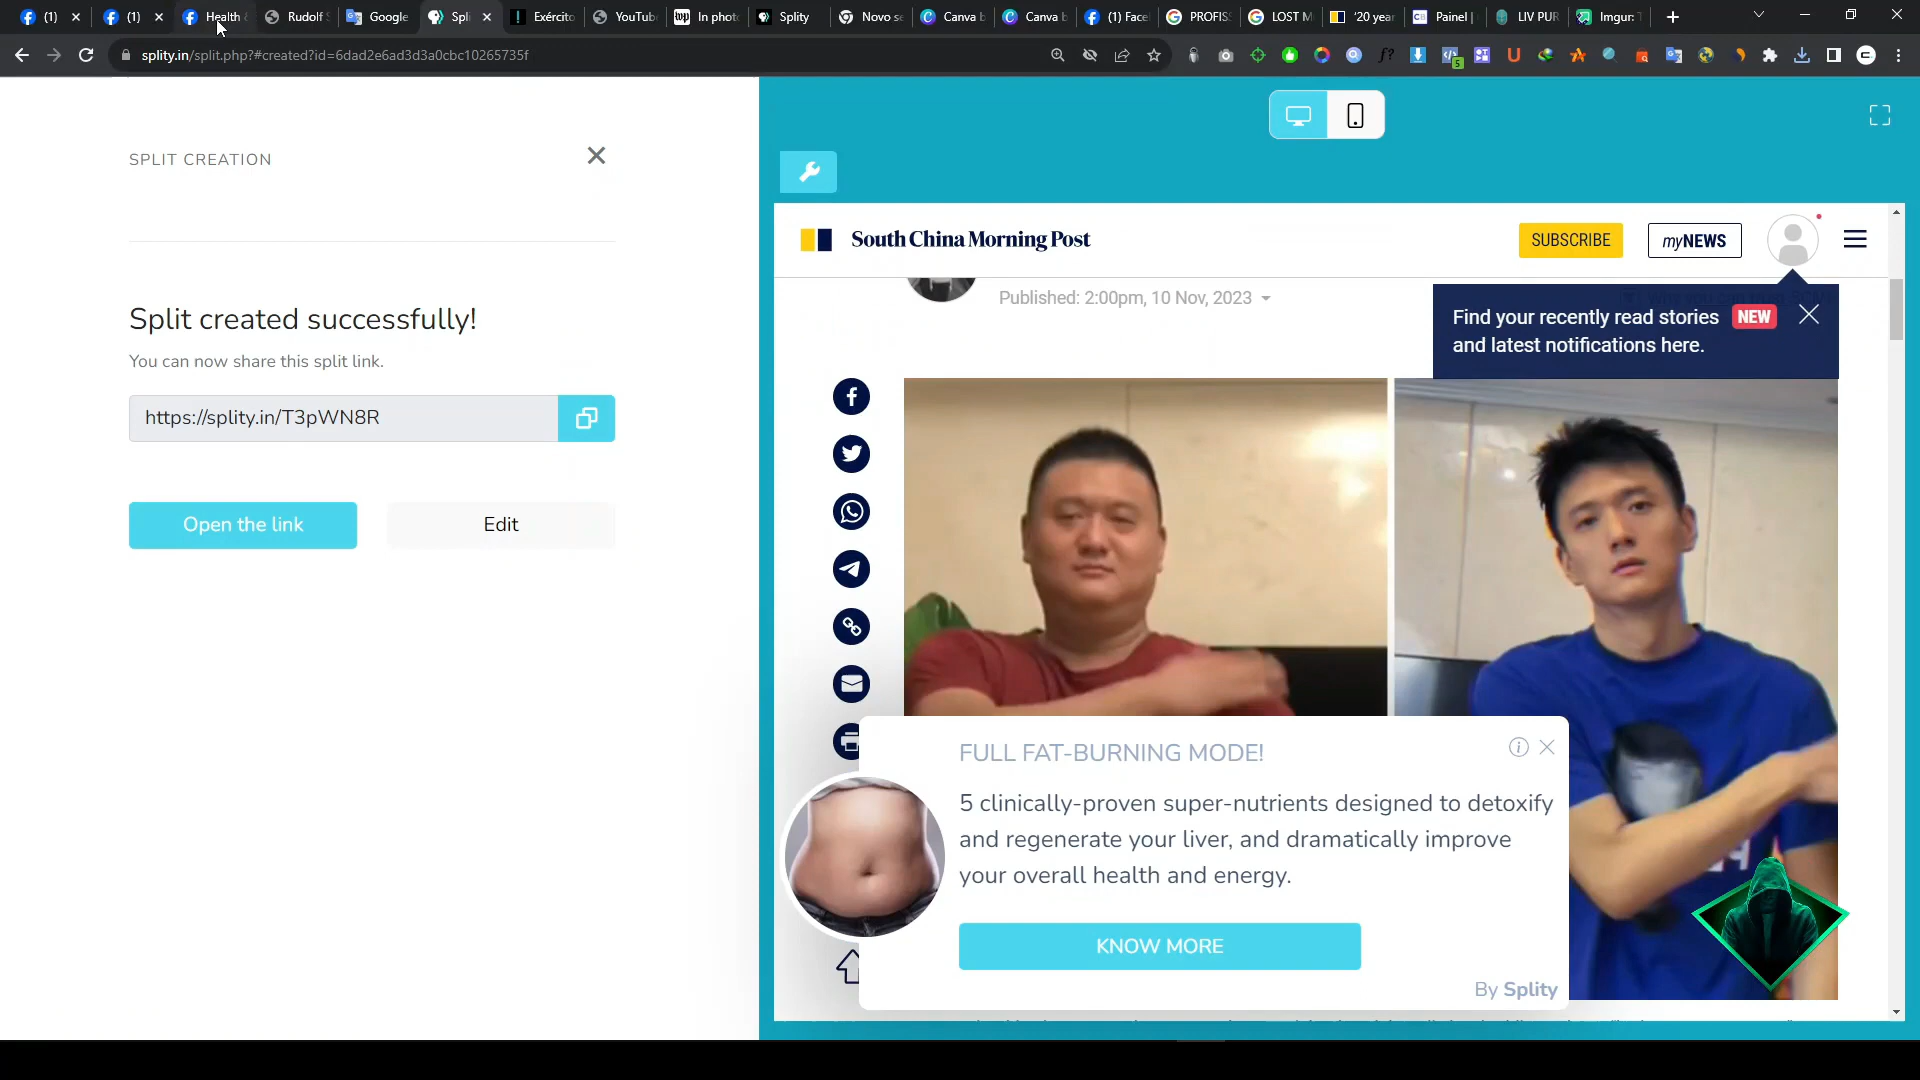 (1)
(1)
Health &
Rudolf S
Google
Spli
Exército
YouTub
In photo
Splity
Novo se
Canva b
Canva b
(1) Face
PROFISS
LOST M
'20 year
Painel |
LIV PUR
Imgur: T
splity.in/split.php?#created?id=6dad2e6ad3d3a0cbc10265735f
SPLIT CREATION
Split created successfully!
You can now share this split link.
https://splity.in/T3pWN8R
Open the link
Edit
South China Morning Post
SUBSCRIBE
myNEWS
Published: 2:00pm, 10 Nov, 2023
Find your recently read stories NEW
and latest notifications here.
FULL FAT-BURNING MODE!
5 clinically-proven super-nutrients designed to detoxify
and regenerate your liver, and dramatically improve
your overall health and energy.
KNOW MORE
By Splity